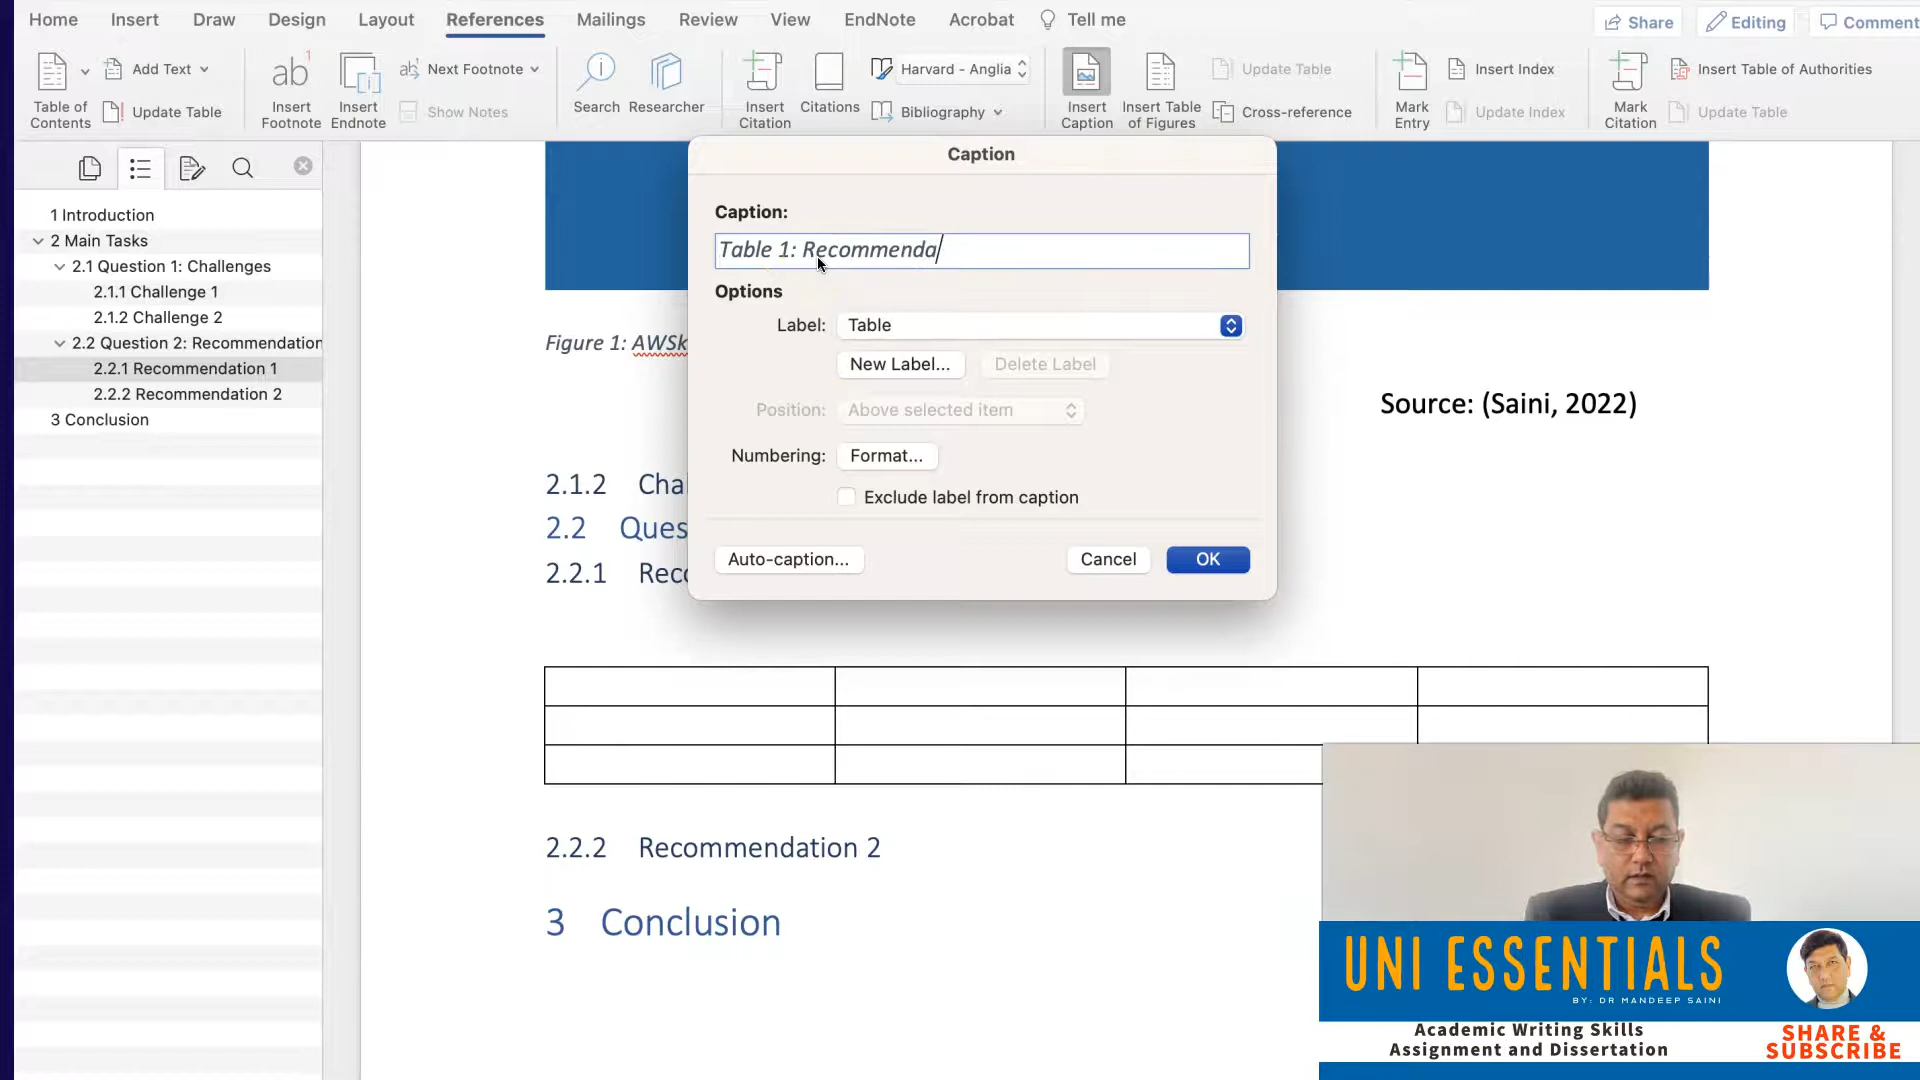 Home Insert Draw Design Layout References Mailings Review View EndNote Acrobat Tell me
Share Editing Comment
Table of Contents
Add Text
Update Table
Insert Footnote
Insert Endnote
Next Footnote
Show Notes
Search
Researcher
Insert Citation
Citations
Harvard - Anglia
Bibliography
Insert Caption
Insert Table of Figures
Update Table
Cross-reference
Mark Entry
Insert Index
Update Index
Mark Citation
Insert Table of Authorities
Update Table
1 Introduction
2 Main Tasks
2.1 Question 1: Challenges
2.1.1 Challenge 1
2.1.2 Challenge 2
2.2 Question 2: Recommendation
2.2.1 Recommendation 1
2.2.2 Recommendation 2
3 Conclusion
Caption
Caption:
Table 1: Recommenda
Options
Label: Table
New Label... Delete Label
Position: Above selected item
Numbering: Format...
Exclude label from caption
Auto-caption... Cancel OK
Figure 1: AWSk
Source: (Saini, 2022)
2.1.2 Chal
2.2 Ques
2.2.1 Reco
2.2.2 Recommendation 2
3 Conclusion
UNI ESSENTIALS
BY: DR MANDEEP SAINI
Academic Writing Skills
Assignment and Dissertation
SHARE &
SUBSCRIBE